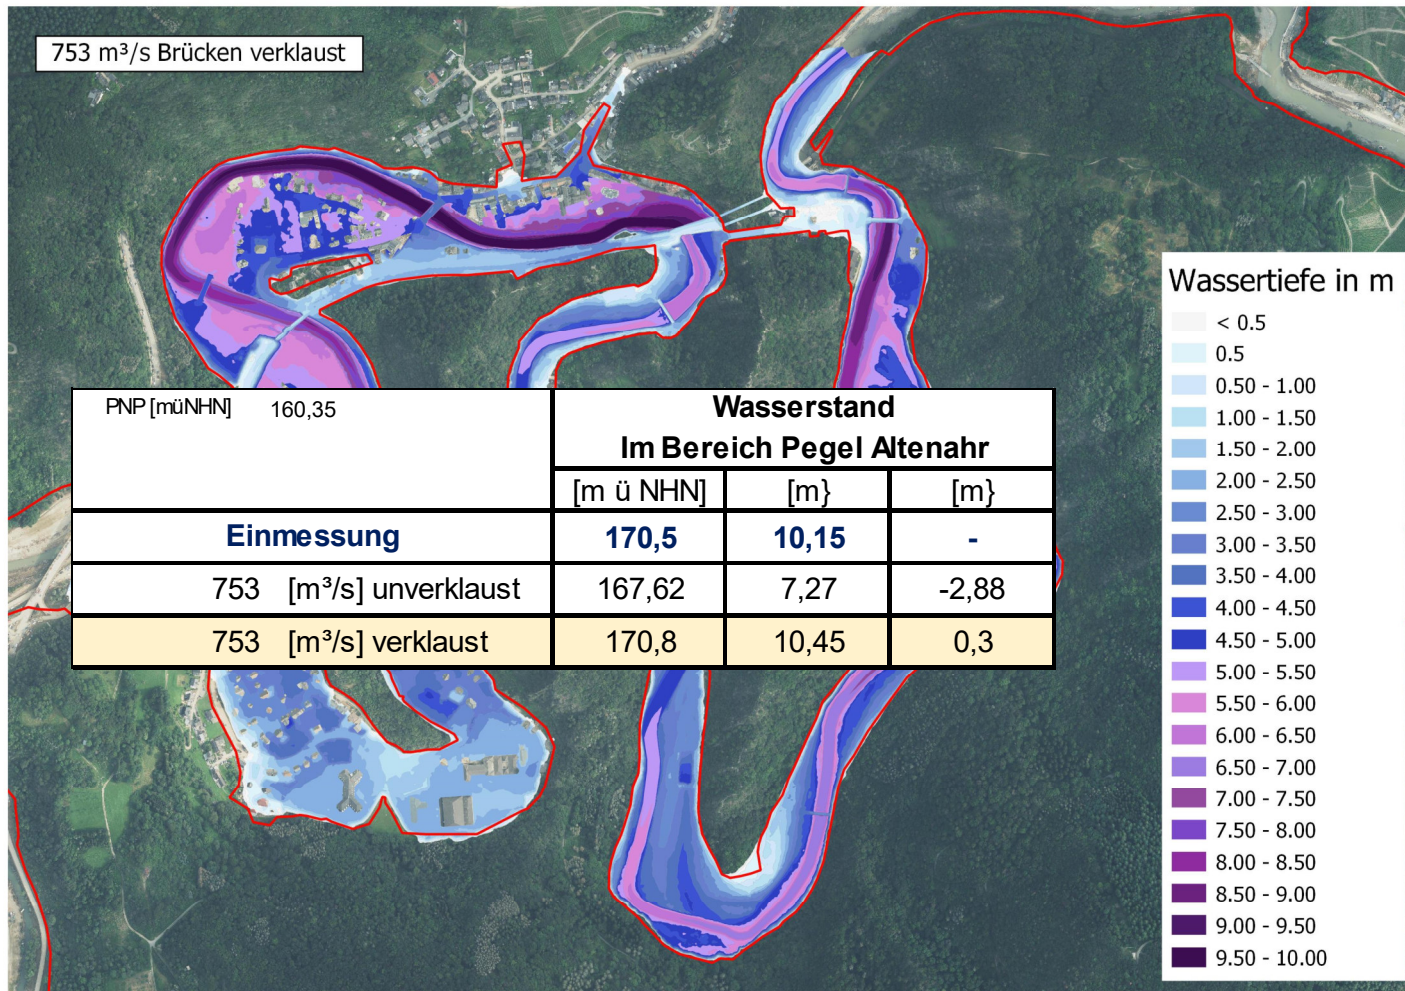 753 m³/s Brücken verklaust
PNP [müNHN] 160,35
Wasserstand
Im Bereich Pegel Altenahr
[m ü NHN] [m} [m}
Einmessung 170,5 10,15 -
753 [m³/s] unverklaust 167,62 7,27 -2,88
753 [m³/s] verklaust 170,8 10,45 0,3
Wassertiefe in m
< 0.5
0.5
0.50 - 1.00
1.00 - 1.50
1.50 - 2.00
2.00 - 2.50
2.50 - 3.00
3.00 - 3.50
3.50 - 4.00
4.00 - 4.50
4.50 - 5.00
5.00 - 5.50
5.50 - 6.00
6.00 - 6.50
6.50 - 7.00
7.00 - 7.50
7.50 - 8.00
8.00 - 8.50
8.50 - 9.00
9.00 - 9.50
9.50 - 10.00